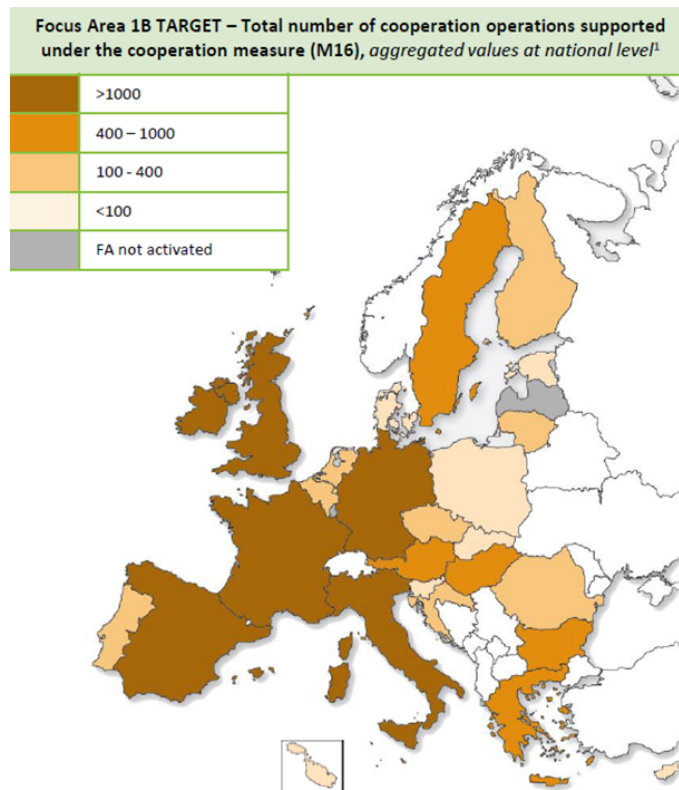 Focus Area 1B TARGET – Total number of cooperation operations supported
under the cooperation measure (M16), aggregated values at national level¹
>1000
400 – 1000
100 - 400
<100
FA not activated